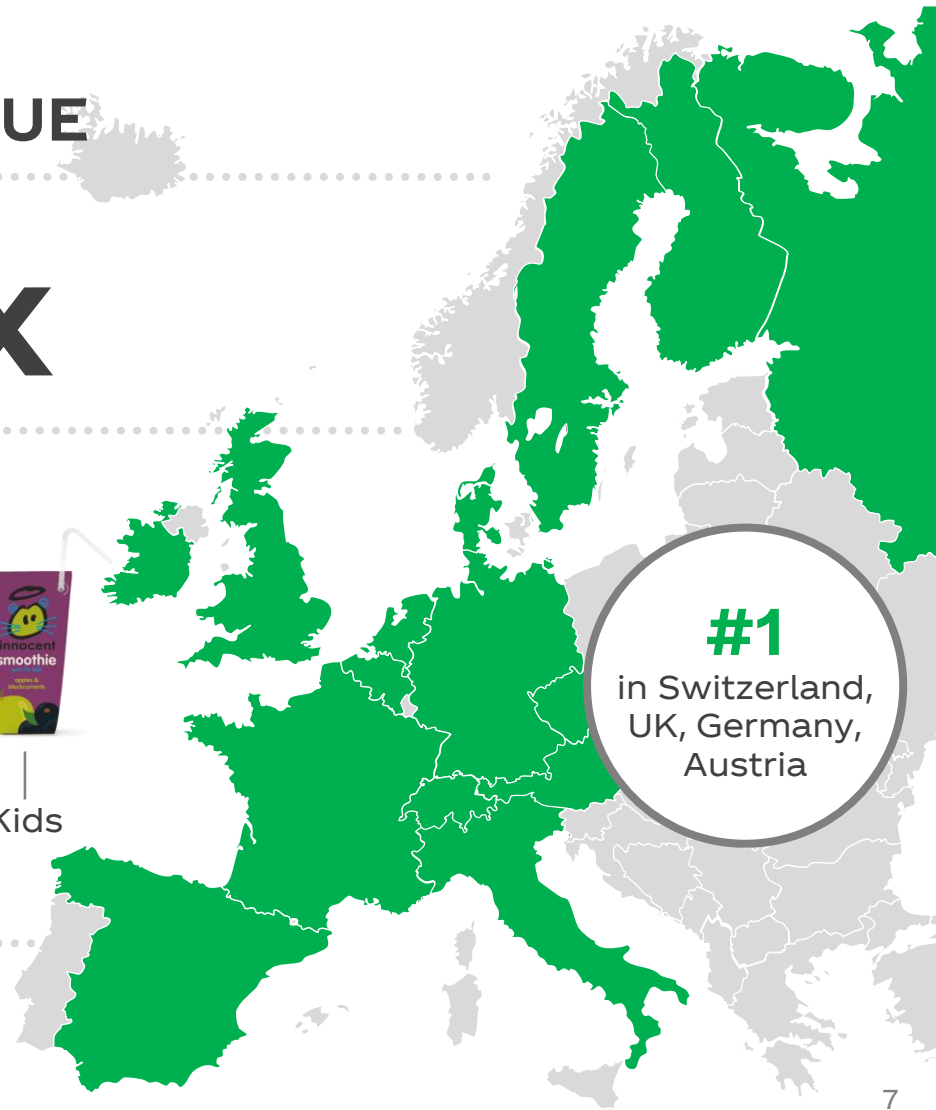 UE
X
innocent
smoothie
apples &
blackcurrants
Kids
#1
in Switzerland,
UK, Germany,
Austria
7